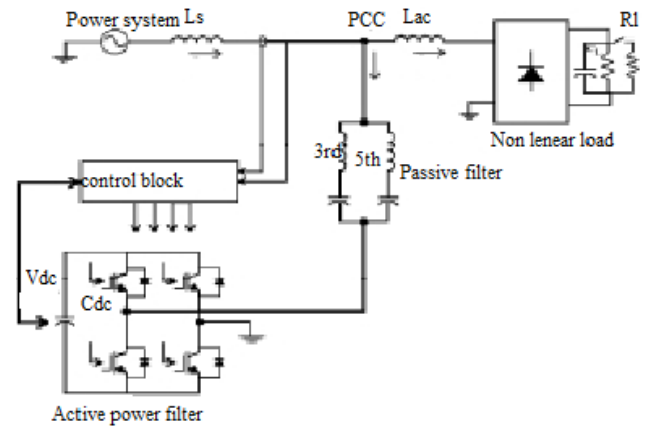 Power system Ls
PCC
Lac
Rl
Non lenear load
3rd
5th
Passive filter
control block
Vdc
Cdc
Active power filter